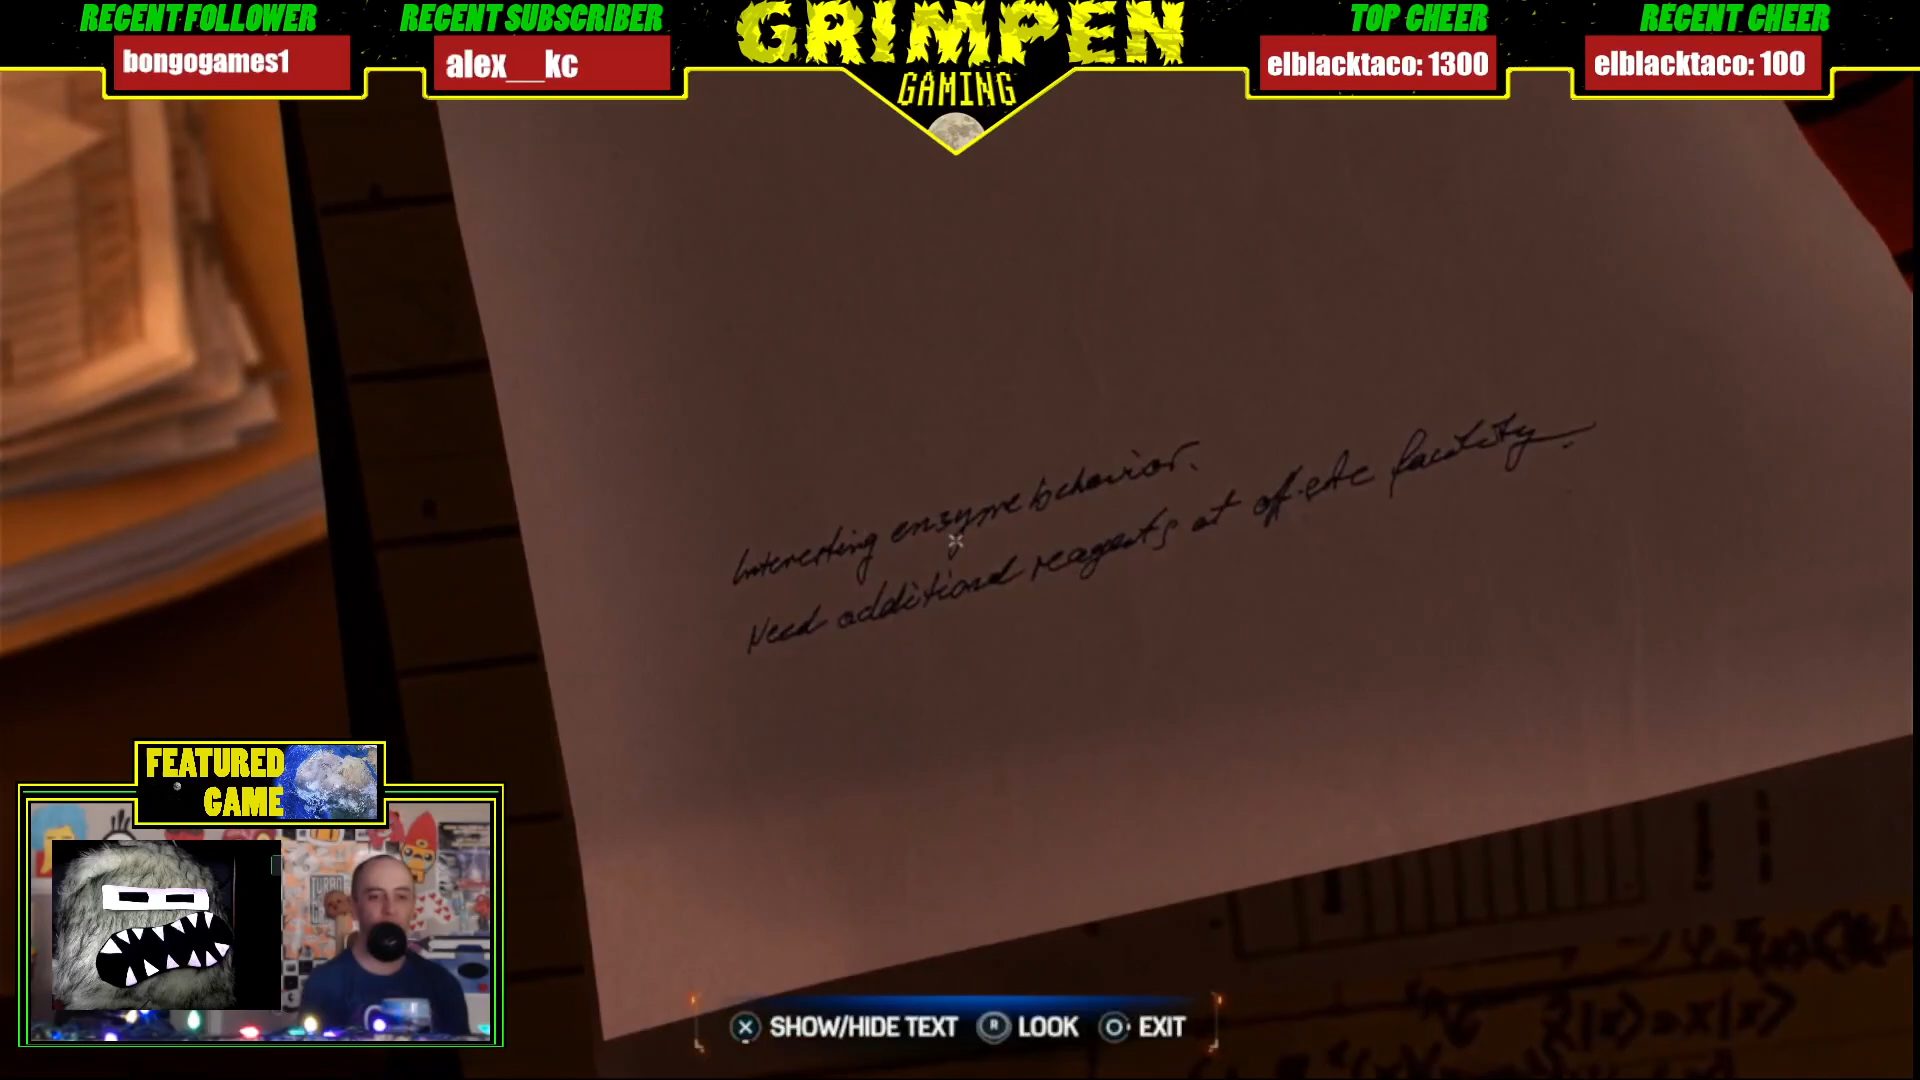 RECENT FOLLOWER
bongogames1
RECENT SUBSCRIBER
alex__kc
GRIMPEN
GAMING
TOP CHEER
elblacktaco: 1300
RECENT CHEER
elblacktaco: 100
Interesting enzyme behavior.
Need additional reagents at off-site facility.
FEATURED
GAME
SHOW/HIDE TEXT
R LOOK
EXIT